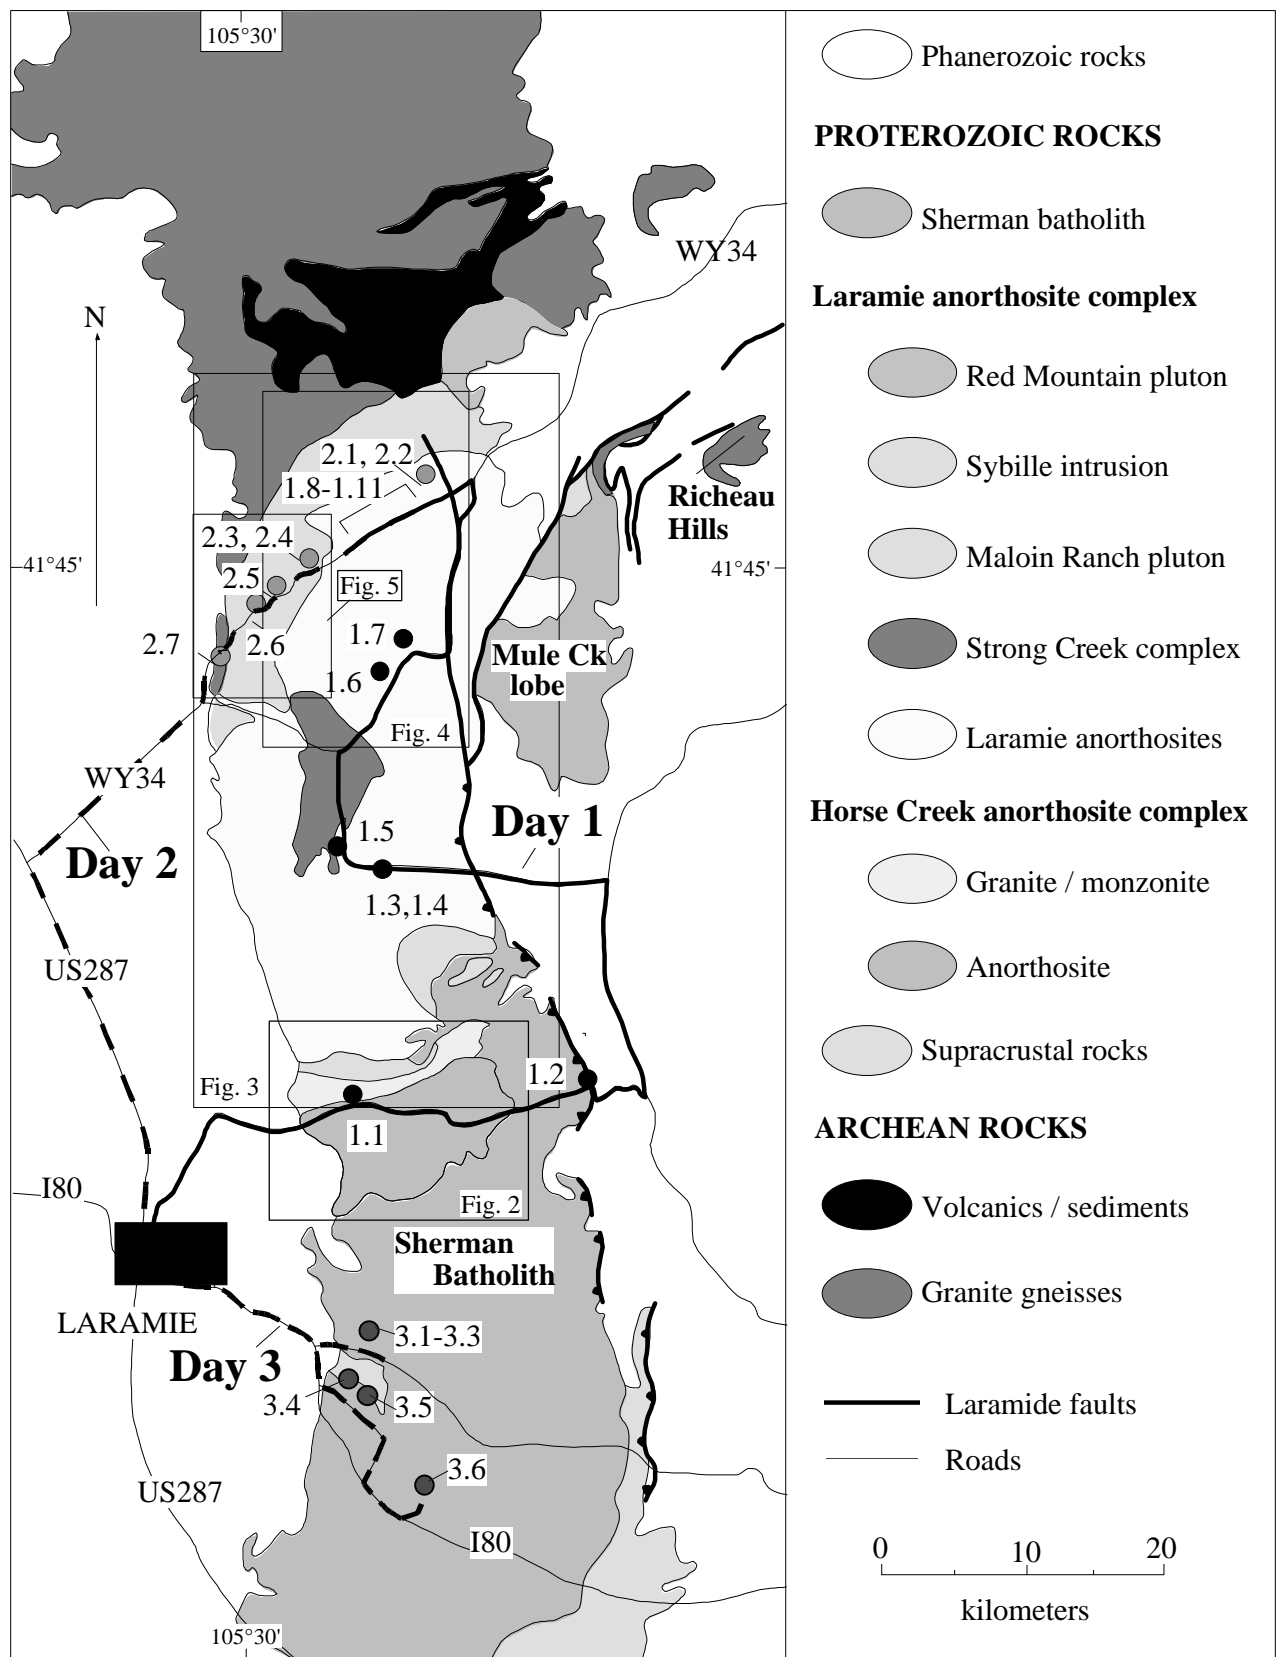 105°30'
WY34
N
2.1, 2.2
1.8-1.11
Richeau
Hills
2.3, 2.4
41°45'
41°45'
2.5
Fig. 5
1.7
2.7
2.6
Mule Ck
lobe
1.6
Fig. 4
WY34
Day 1
1.5
Day 2
1.3,1.4
US287
1.2
Fig. 3
1.1
I80
Fig. 2
Sherman
Batholith
LARAMIE
3.1-3.3
Day 3
3.4
3.5
3.6
US287
I80
105°30'
Phanerozoic rocks
PROTEROZOIC ROCKS
Sherman batholith
Laramie anorthosite complex
Red Mountain pluton
Sybille intrusion
Maloin Ranch pluton
Strong Creek complex
Laramie anorthosites
Horse Creek anorthosite complex
Granite / monzonite
Anorthosite
Supracrustal rocks
ARCHEAN ROCKS
Volcanics / sediments
Granite gneisses
Laramide faults
Roads
0 10 20
kilometers